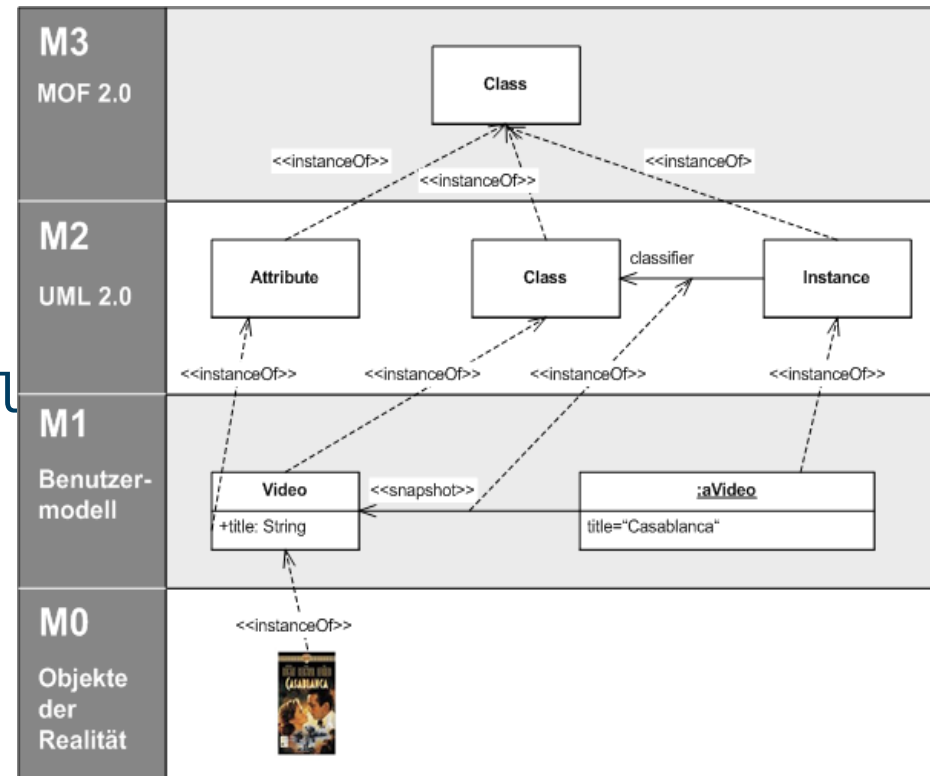 M3
MOF 2.0
Class
<<instanceOf>>
<<instanceOf>>
<<instanceOf>
M2
UML 2.0
Attribute
Class
classifier
Instance
<<instanceOf>>
<<instanceOf>>
<<instanceOf>>
<<instanceOf>>
l
M1
Benutzer-
modell
Video
+title: String
<<snapshot>>
:aVideo
title="Casablanca"
M0
Objekte
der
Realität
<<instanceOf>>
CASABLANCA